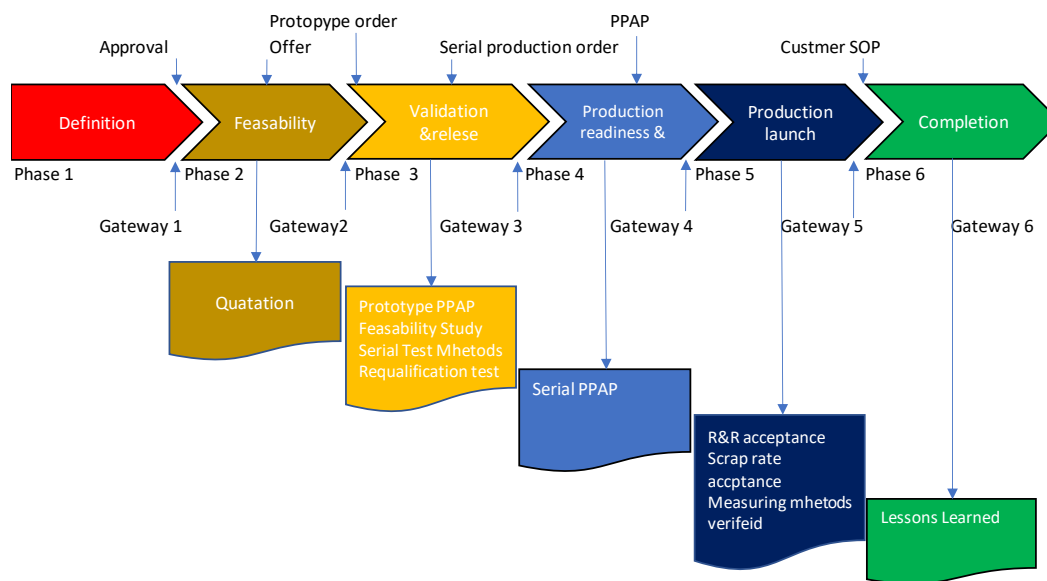 Protopype order
PPAP
Approval
Offer
Serial production order
Custmer SOP
Definition
Feasability
Validation
&relese
Production
readiness &
Production
launch
Completion
Phase 1
Phase 2
Phase  3
Phase 4
Phase 5
Phase 6
Gateway 1
Gateway2
Gateway 3
Gateway 4
Gateway 5
Gateway 6
Quatation
Prototype PPAP
Feasability Study
Serial Test Mhetods
Requalification test
Serial PPAP
R&R acceptance
Scrap rate
accptance
Measuring mhetods
verifeid
Lessons Learned